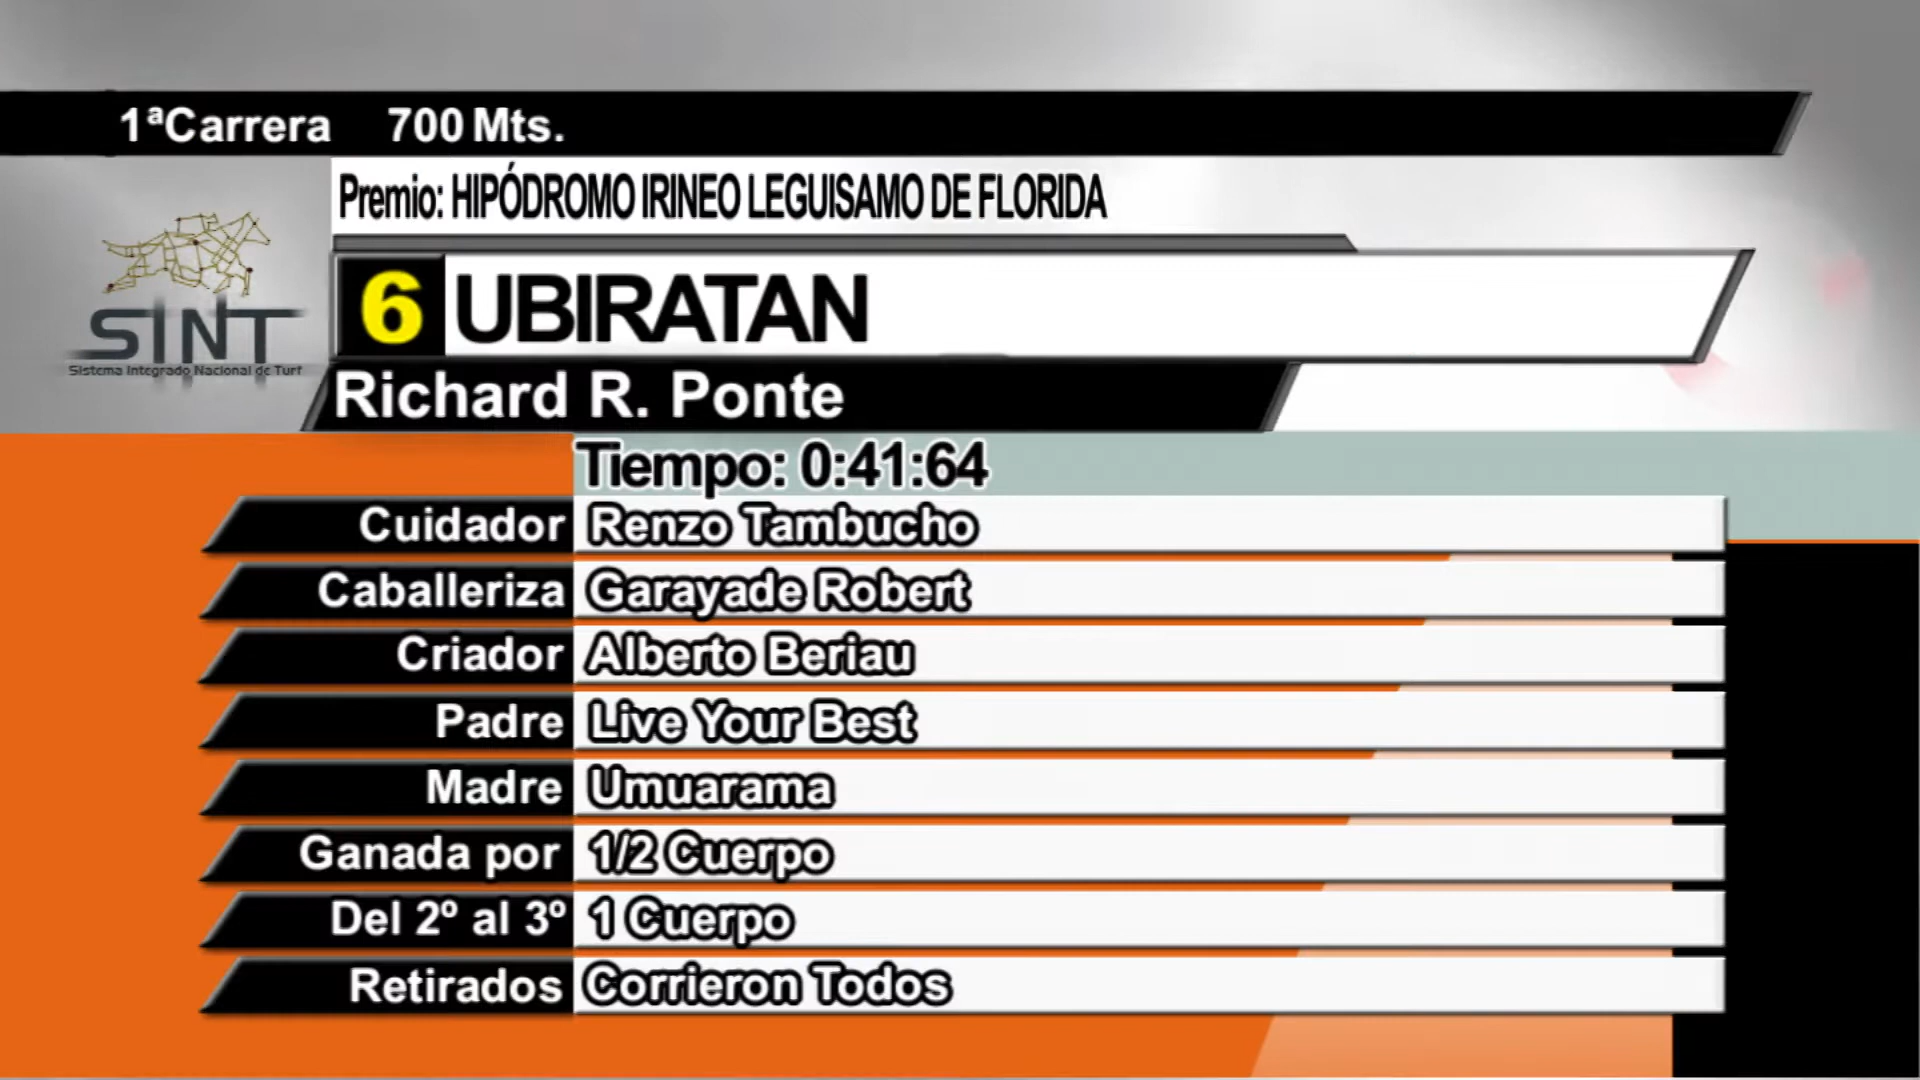 1ªCarrera 700 Mts.
Premio: HIPÓDROMO IRINEO LEGUISAMO DE FLORIDA
SINT
Sistema Integrado Nacional de Turf
6 UBIRATAN
Richard R. Ponte
Tiempo: 0:41:64
Cuidador Renzo Tambucho
Caballeriza Garayade Robert
Criador Alberto Beriau
Padre Live Your Best
Madre Umuarama
Ganada por 1/2 Cuerpo
Del 2º al 3º 1 Cuerpo
Retirados Corrieron Todos